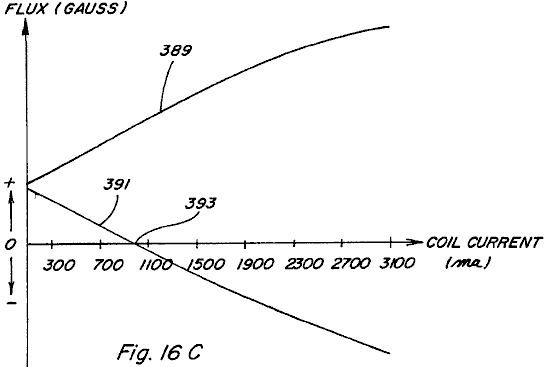 FLUX (GAUSS)
389
+
391
393
0
COIL CURRENT
300 700 1100 1500 1900 2300 2700 3100 (ma)
-
Fig. 16 C